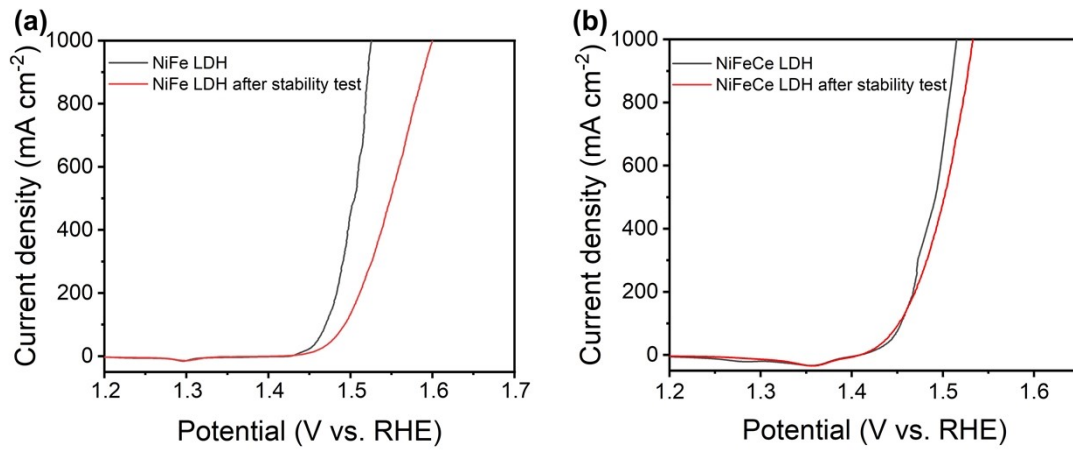 (a)
1000
800
600
400
200
0
Current density (mA cm-2)
NiFe LDH
NiFe LDH after stability test
1.2 1.3 1.4 1.5 1.6 1.7
Potential (V vs. RHE)
(b)
1000
800
600
400
200
0
Current density (mA cm-2)
NiFeCe LDH
NiFeCe LDH after stability test
1.2 1.3 1.4 1.5 1.6
Potential (V vs. RHE)